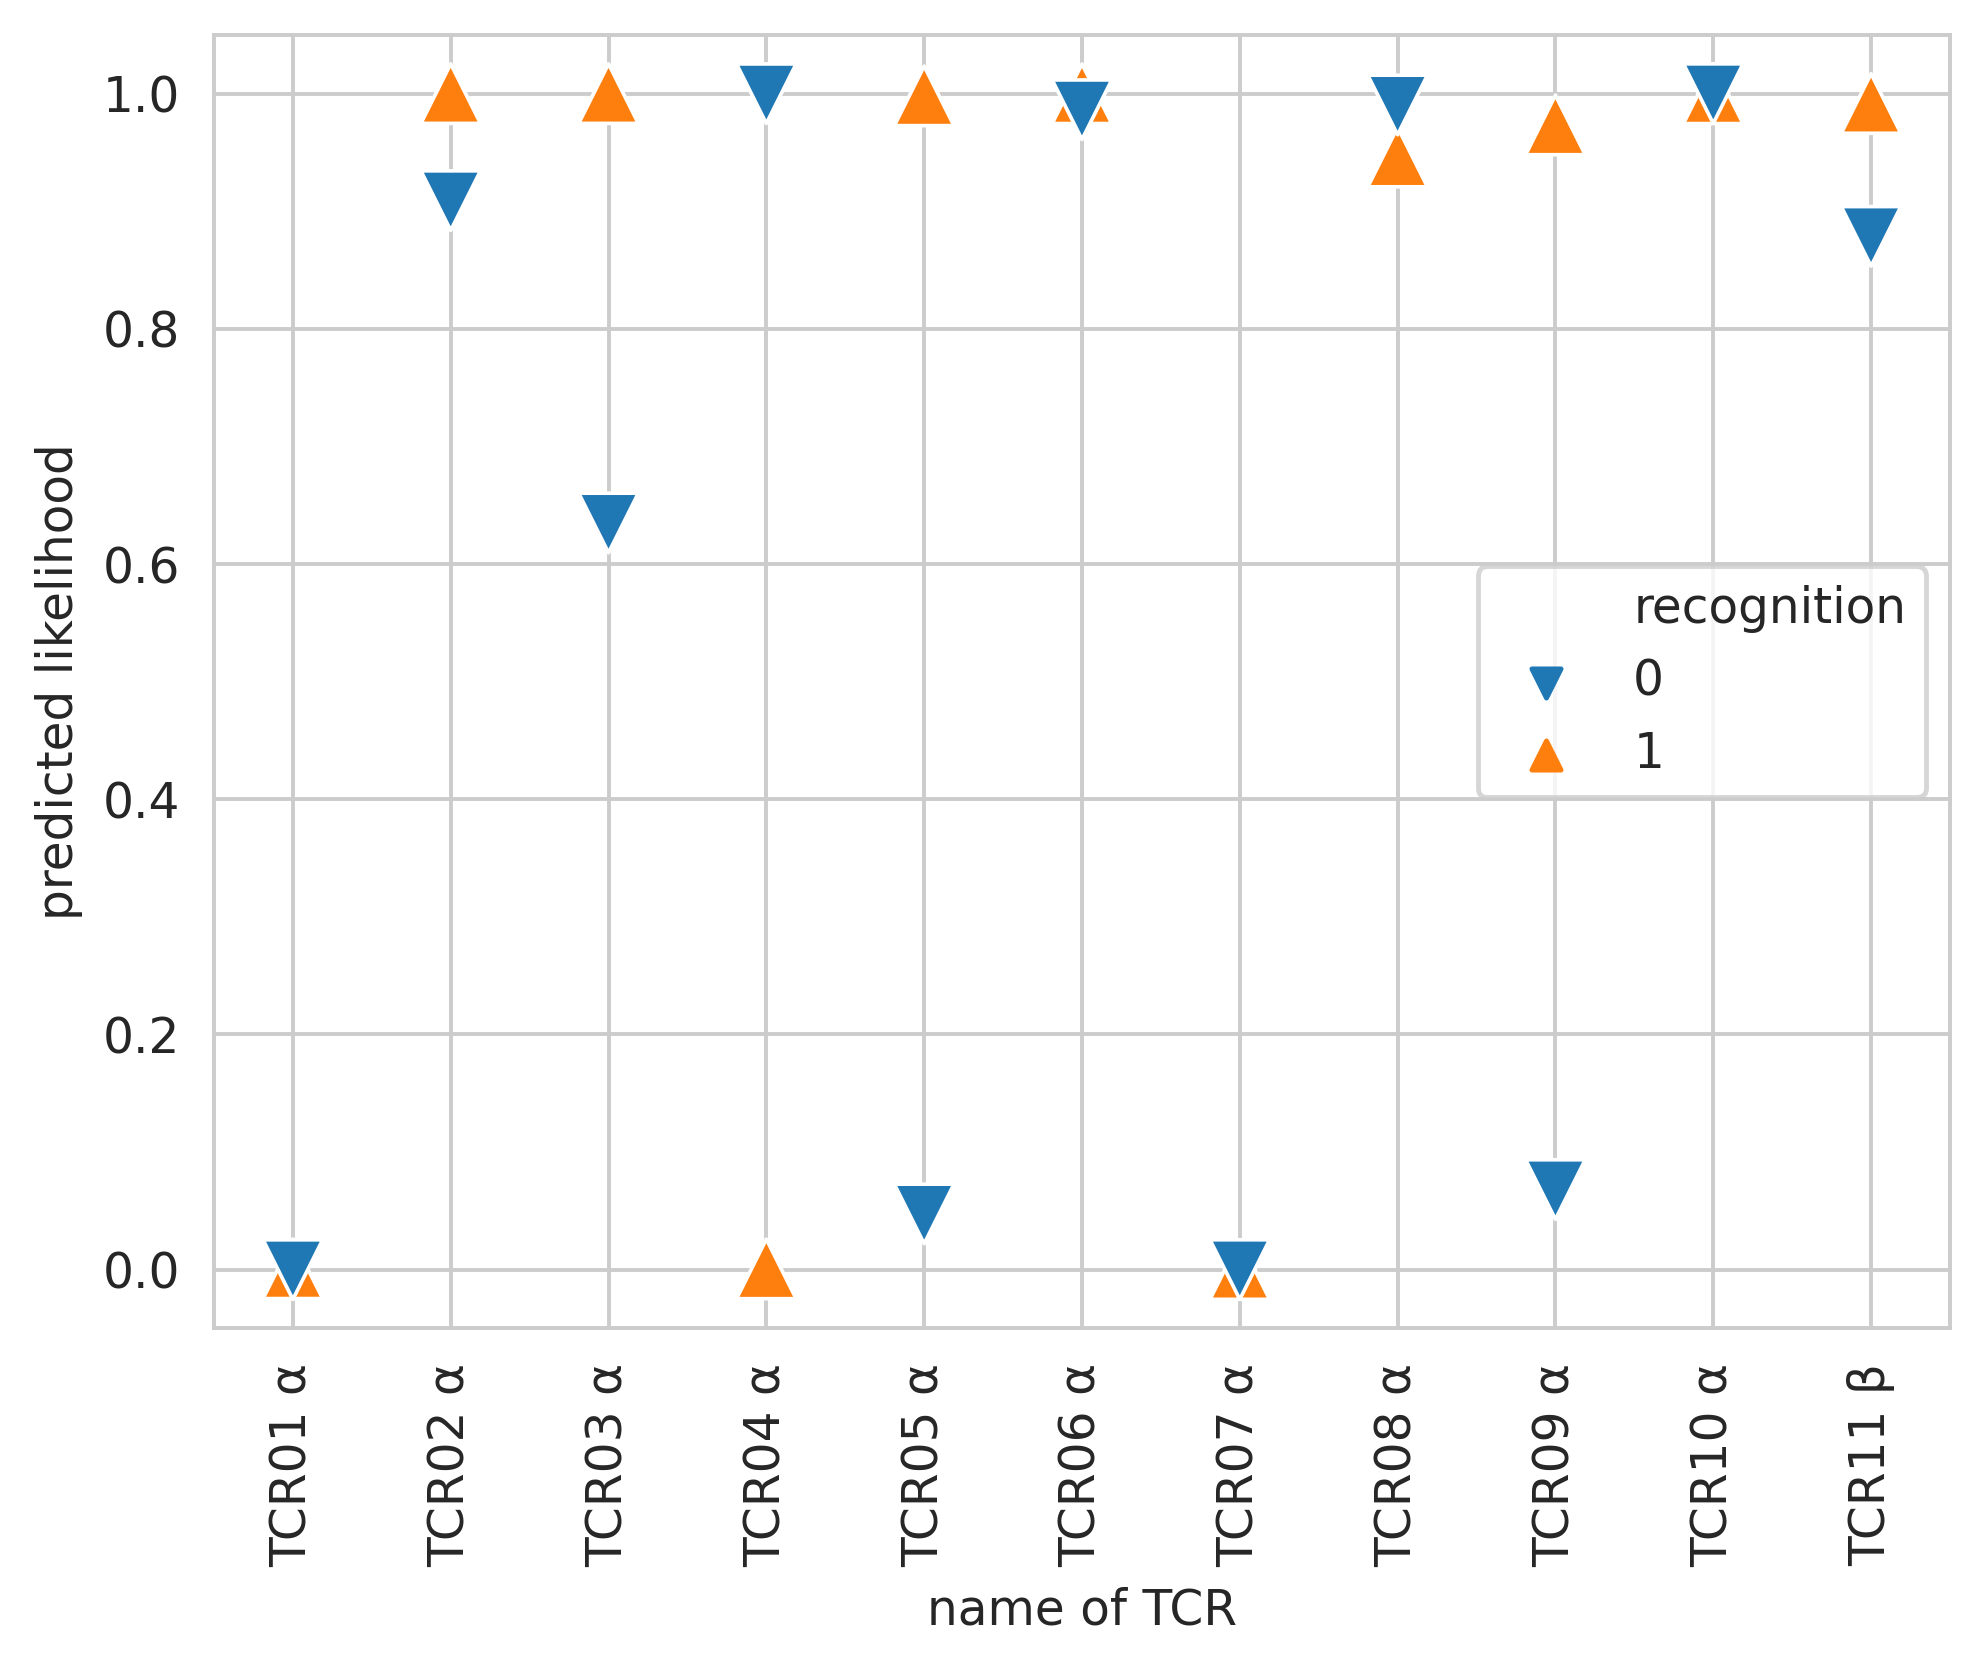 1.0
0.8
0.6
0.4
0.2
0.0
predicted likelihood
recognition
0
1
TCR01 α
TCR02 α
TCR03 α
TCR04 α
TCR05 α
TCR06 α
TCR07 α
TCR08 α
TCR09 α
TCR10 α
TCR11 β
name of TCR